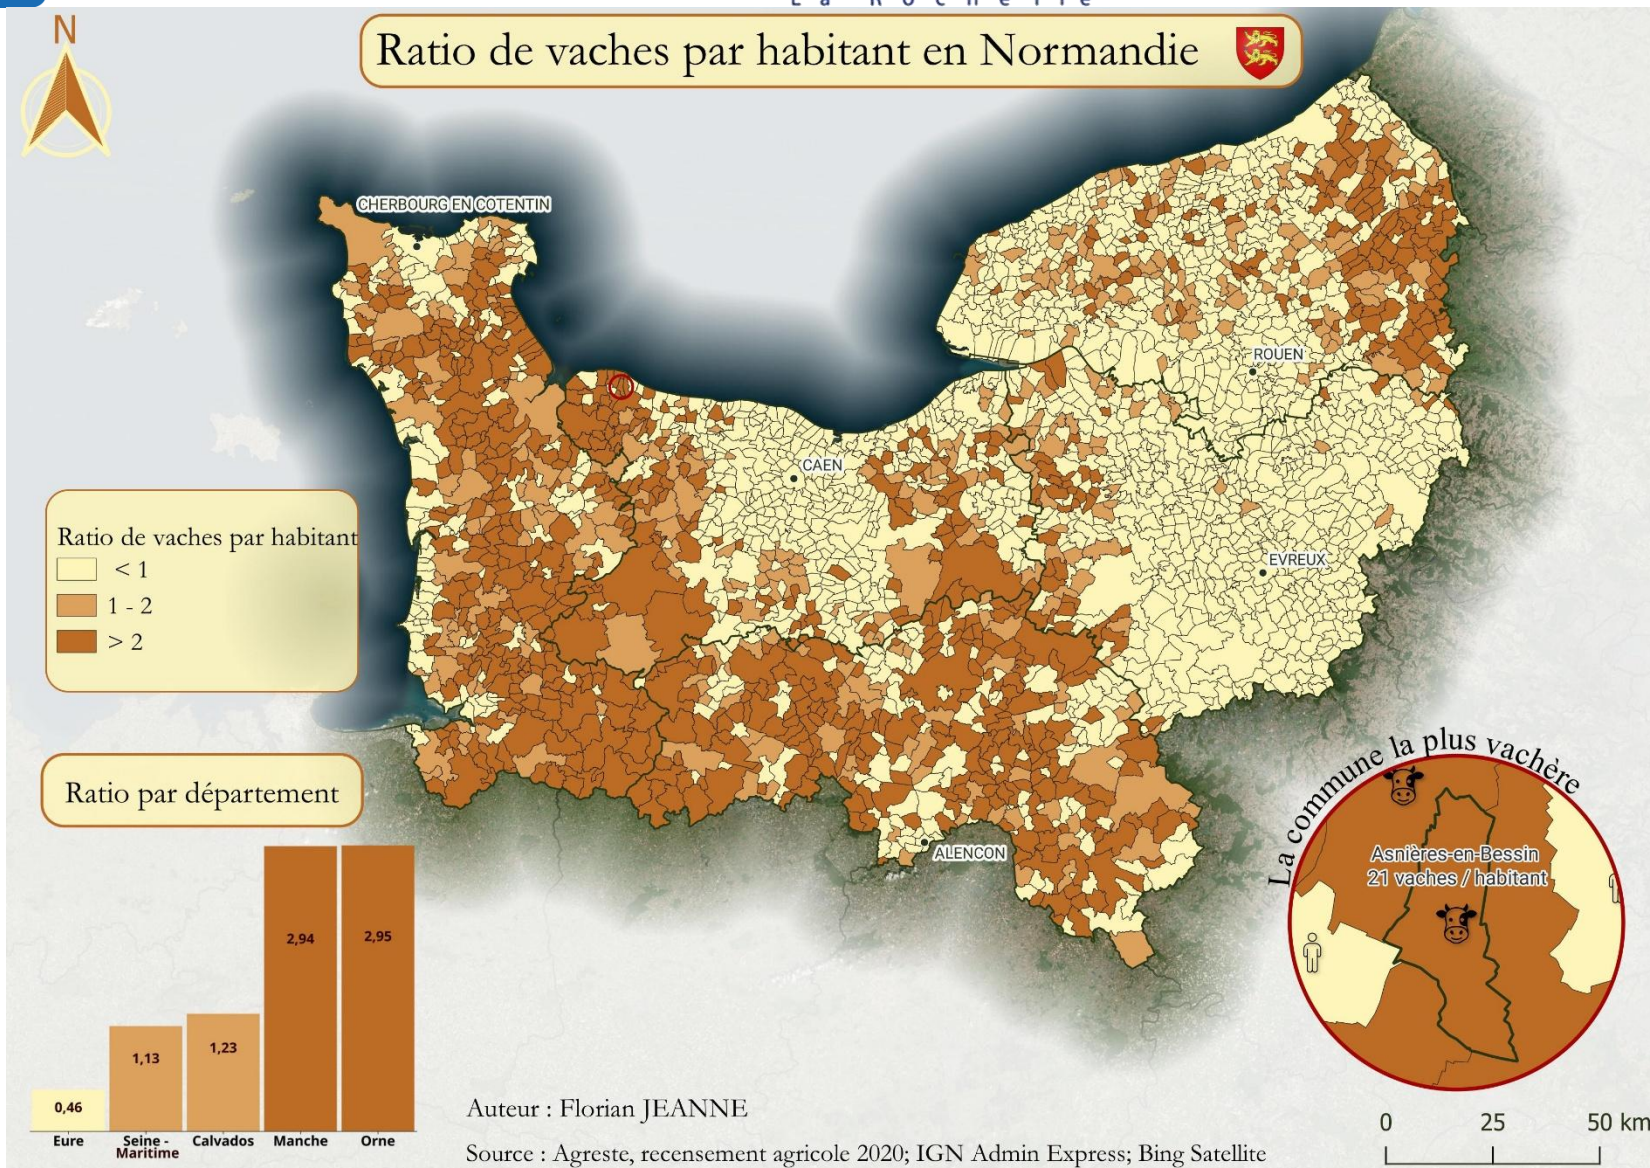 La Rochelle
N
Ratio de vaches par habitant en Normandie
CHERBOURG EN COTENTIN
ROUEN
CAEN
EVREUX
ALENCON
Ratio de vaches par habitant
< 1
1 - 2
> 2
Ratio par département
0,46
1,13
1,23
2,94
2,95
Eure
Seine -
Maritime
Calvados
Manche
Orne
La commune la plus vachère
Asnières-en-Bessin
21 vaches / habitant
Auteur : Florian JEANNE
Source : Agreste, recensement agricole 2020; IGN Admin Express; Bing Satellite
0 25 50 km